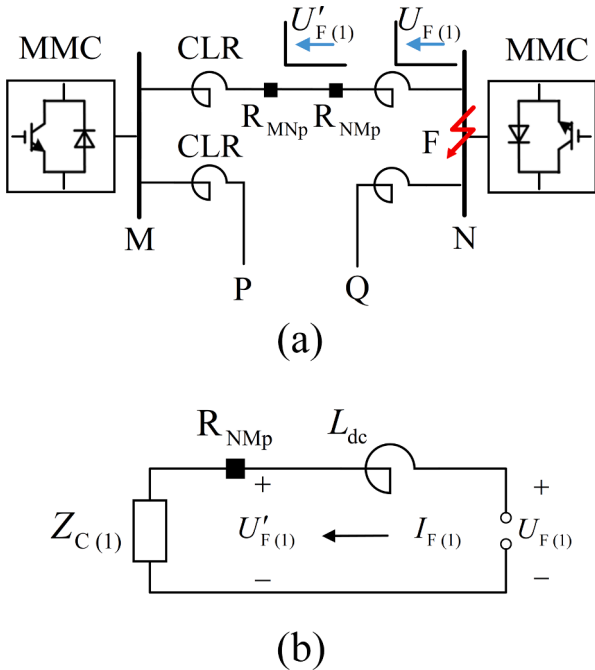 U′F(1) UF(1)
MMC CLR MMC
RMNp RNMp
CLR F
M N
P Q
(a)
RNMp Ldc
+ +
ZC(1) U′F(1) IF(1) UF(1)
− −
(b)